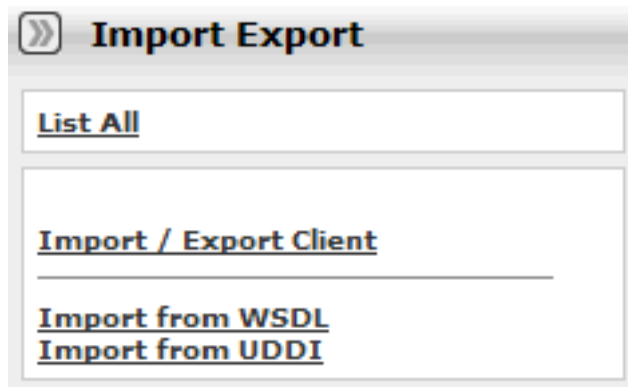 Import Export
List All
Import / Export Client
Import from WSDL
Import from UDDI